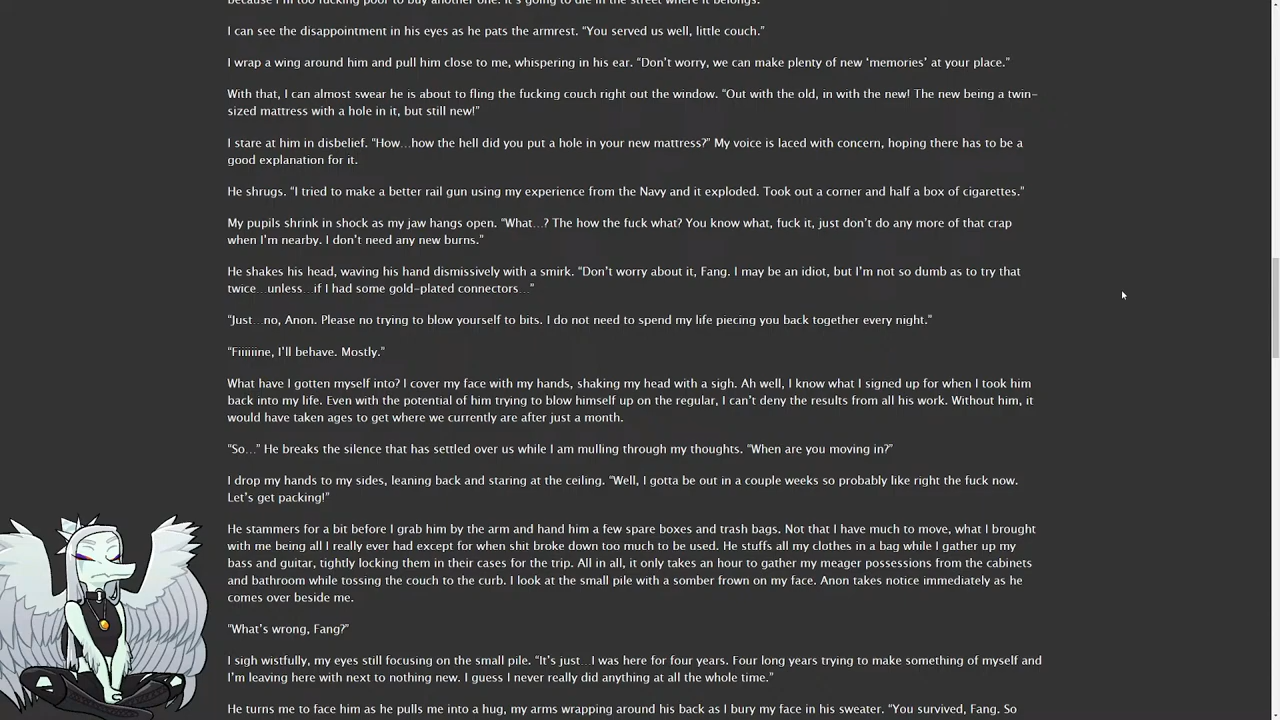 because I'm too fucking poor to buy another one. It's going to die in the street where it belongs.
I can see the disappointment in his eyes as he pats the armrest. “You served us well, little couch.”
I wrap a wing around him and pull him close to me, whispering in his ear. “Don’t worry, we can make plenty of new ‘memories’ at your place.”
With that, I can almost swear he is about to fling the fucking couch right out the window. “Out with the old, in with the new! The new being a twin-
sized mattress with a hole in it, but still new!”
I stare at him in disbelief. “How…how the hell did you put a hole in your new mattress?” My voice is laced with concern, hoping there has to be a
good explanation for it.
He shrugs. “I tried to make a better rail gun using my experience from the Navy and it exploded. Took out a corner and half a box of cigarettes.”
My pupils shrink in shock as my jaw hangs open. “What…? The how the fuck what? You know what, fuck it, just don’t do any more of that crap
when I’m nearby. I don’t need any new burns.”
He shakes his head, waving his hand dismissively with a smirk. “Don’t worry about it, Fang. I may be an idiot, but I’m not so dumb as to try that
twice…unless…if I had some gold-plated connectors…”
“Just…no, Anon. Please no trying to blow yourself to bits. I do not need to spend my life piecing you back together every night.”
“Fiiiiiine, I’ll behave. Mostly.”
What have I gotten myself into? I cover my face with my hands, shaking my head with a sigh. Ah well, I know what I signed up for when I took him
back into my life. Even with the potential of him trying to blow himself up on the regular, I can’t deny the results from all his work. Without him, it
would have taken ages to get where we currently are after just a month.
“So…” He breaks the silence that has settled over us while I am mulling through my thoughts. “When are you moving in?”
I drop my hands to my sides, leaning back and staring at the ceiling. “Well, I gotta be out in a couple weeks so probably like right the fuck now.
Let’s get packing!”
He stammers for a bit before I grab him by the arm and hand him a few spare boxes and trash bags. Not that I have much to move, what I brought
with me being all I really ever had except for when shit broke down too much to be used. He stuffs all my clothes in a bag while I gather up my
bass and guitar, tightly locking them in their cases for the trip. All in all, it only takes an hour to gather my meager possessions from the cabinets
and bathroom while tossing the couch to the curb. I look at the small pile with a somber frown on my face. Anon takes notice immediately as he
comes over beside me.
“What’s wrong, Fang?”
I sigh wistfully, my eyes still focusing on the small pile. “It’s just…I was here for four years. Four long years trying to make something of myself and
I’m leaving here with next to nothing new. I guess I never really did anything at all the whole time.”
He turns me to face him as he pulls me into a hug, my arms wrapping around his back as I bury my face in his sweater. “You survived, Fang. So